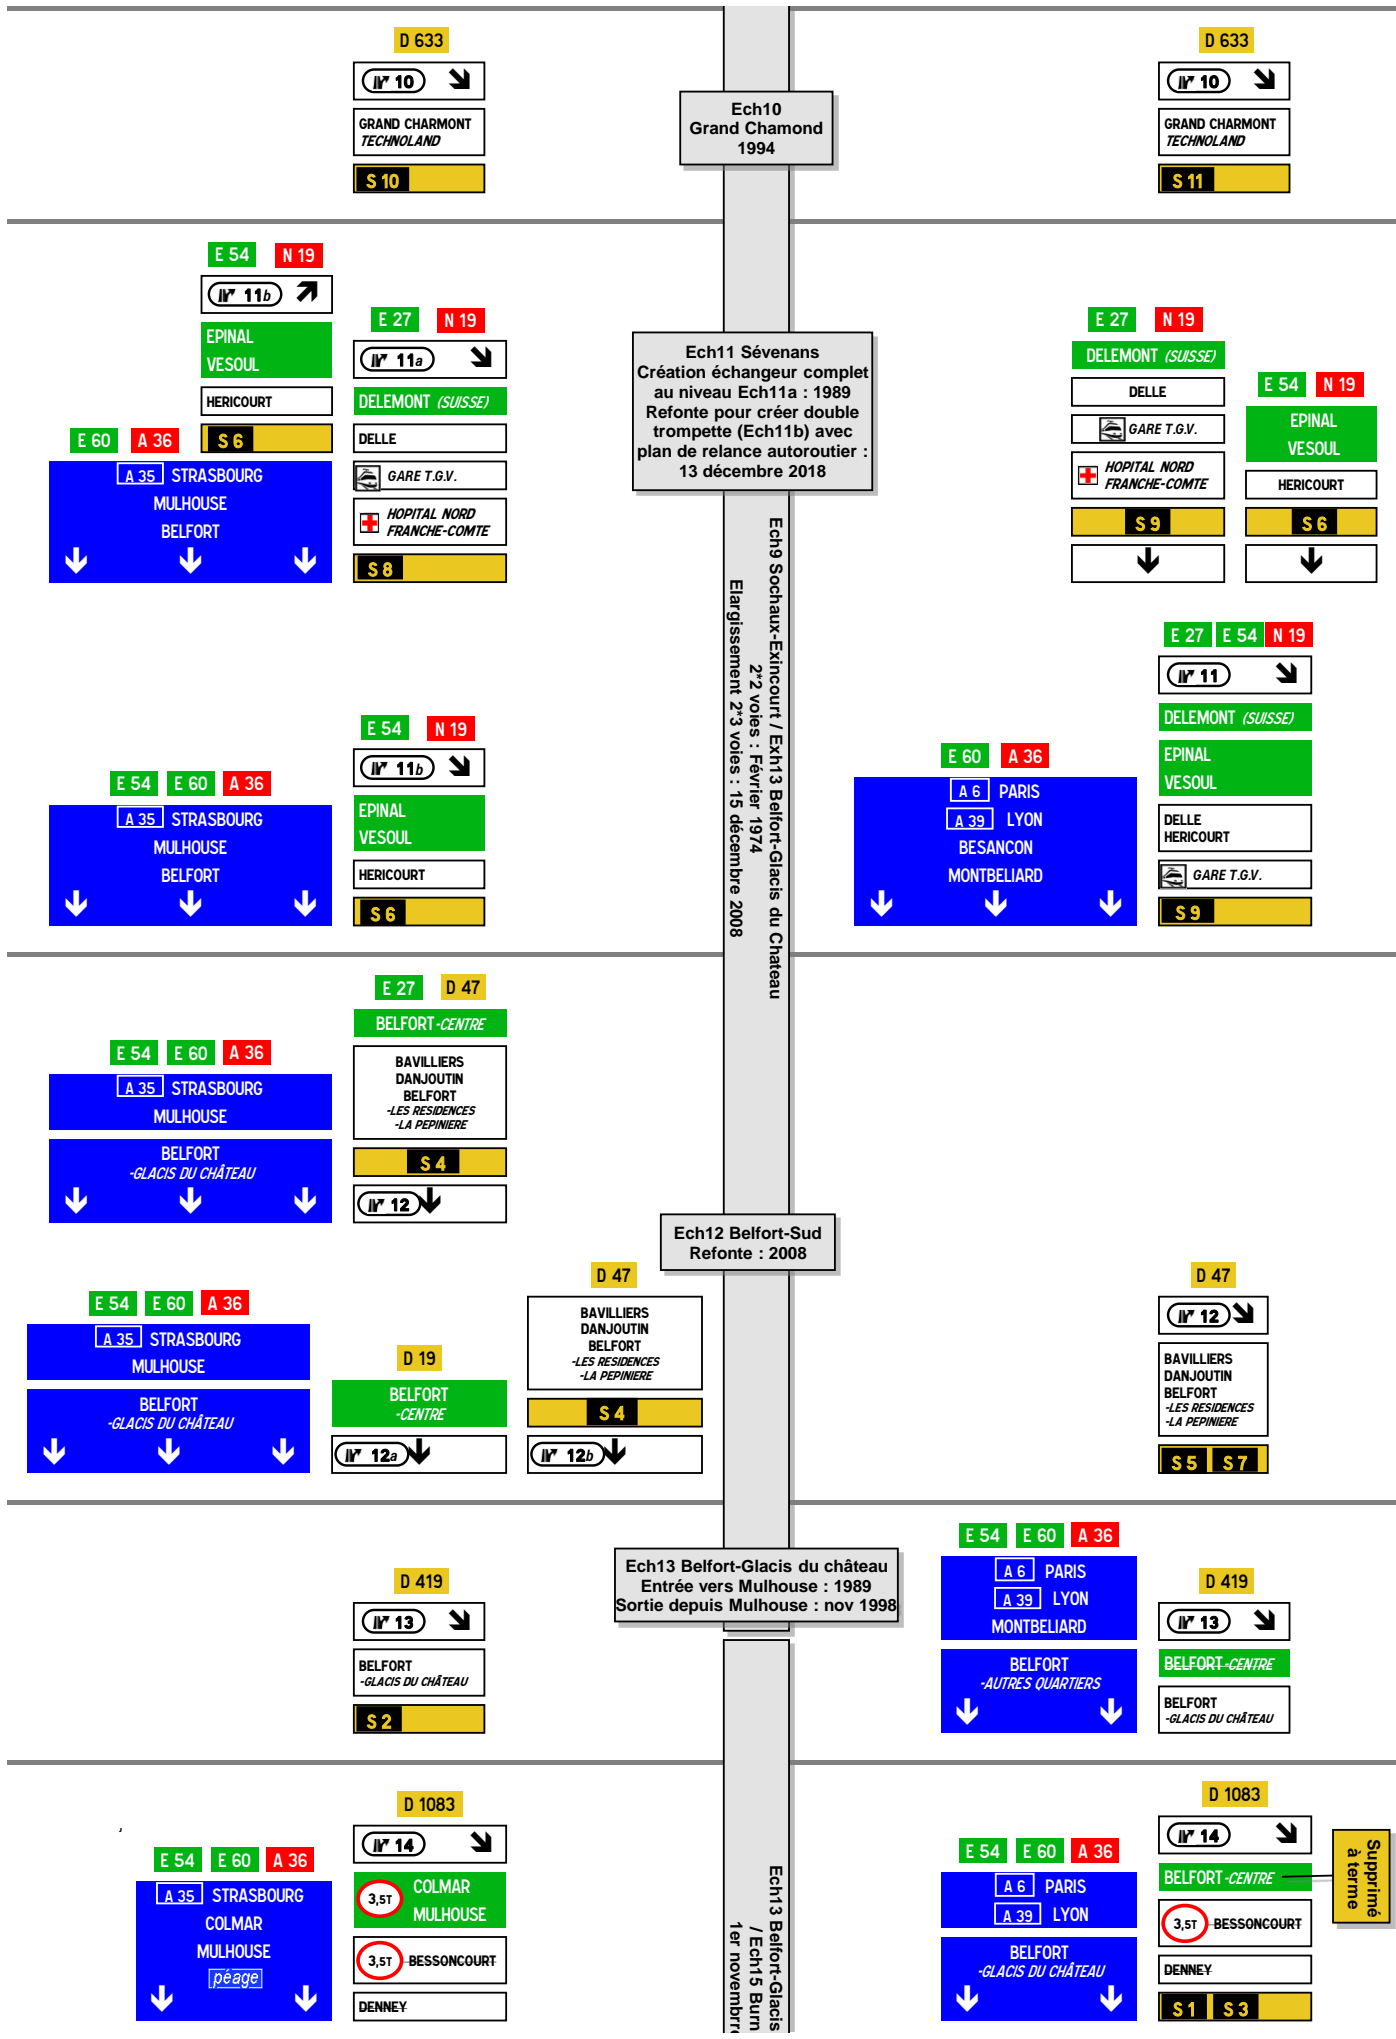 D 633
10
GRAND CHARMONT
TECHNOLAND
S 10
Ech10
Grand Chamond
1994
D 633
10
GRAND CHARMONT
TECHNOLAND
S 11
E 54 N 19
11b
EPINAL
VESOUL
HERICOURT
S 6
E 27 N 19
11a
DELEMONT (SUISSE)
DELLE
GARE T.G.V.
HOPITAL NORD
FRANCHE-COMTE
S 8
E 60 A 36
A 35 STRASBOURG
MULHOUSE
BELFORT
Ech11 Sévenans
Création échangeur complet
au niveau Ech11a : 1989
Refonte pour créer double
trompette (Ech11b) avec
plan de relance autoroutier :
13 décembre 2018
E 27 N 19
DELEMONT (SUISSE)
DELLE
GARE T.G.V.
HOPITAL NORD
FRANCHE-COMTE
S 9
E 54 N 19
EPINAL
VESOUL
HERICOURT
S 6
Ech9 Sochaux-Exincourt / Exh13 Belfort-Glacis du Chateau
2*2 voies : Février 1974
Elargissement 2*3 voies : 15 décembre 2008
E 54 E 60 A 36
A 35 STRASBOURG
MULHOUSE
BELFORT
E 54 N 19
11b
EPINAL
VESOUL
HERICOURT
S 6
E 60 A 36
A 6 PARIS
A 39 LYON
BESANCON
MONTBELIARD
E 27 E 54 N 19
11
DELEMONT (SUISSE)
EPINAL
VESOUL
DELLE
HERICOURT
GARE T.G.V.
S 9
E 54 E 60 A 36
A 35 STRASBOURG
MULHOUSE
BELFORT
-GLACIS DU CHÂTEAU
E 27 D 47
BELFORT-CENTRE
BAVILLIERS
DANJOUTIN
BELFORT
-LES RESIDENCES
-LA PEPINIERE
S 4
12
Ech12 Belfort-Sud
Refonte : 2008
E 54 E 60 A 36
A 35 STRASBOURG
MULHOUSE
BELFORT
-GLACIS DU CHÂTEAU
D 19
BELFORT
-CENTRE
12a
D 47
BAVILLIERS
DANJOUTIN
BELFORT
-LES RESIDENCES
-LA PEPINIERE
S 4
12b
D 47
12
BAVILLIERS
DANJOUTIN
BELFORT
-LES RESIDENCES
-LA PEPINIERE
S 5 S 7
D 419
13
BELFORT
-GLACIS DU CHÂTEAU
S 2
Ech13 Belfort-Glacis du château
Entrée vers Mulhouse : 1989
Sortie depuis Mulhouse : nov 1998
E 54 E 60 A 36
A 6 PARIS
A 39 LYON
MONTBELIARD
BELFORT
-AUTRES QUARTIERS
D 419
13
BELFORT-CENTRE
BELFORT
-GLACIS DU CHÂTEAU
E 54 E 60 A 36
A 35 STRASBOURG
COLMAR
MULHOUSE
péage
D 1083
14
3,5T COLMAR
MULHOUSE
3,5T BESSONCOURT
DENNEY
Ech13 Belfort-Glacis
/ Ech15 Burn
1er novembrre
E 54 E 60 A 36
A 6 PARIS
A 39 LYON
BELFORT
-GLACIS DU CHÂTEAU
D 1083
14
BELFORT-CENTRE
3,5T BESSONCOURT
DENNEY
S 1 S 3
Supprimé
à terme